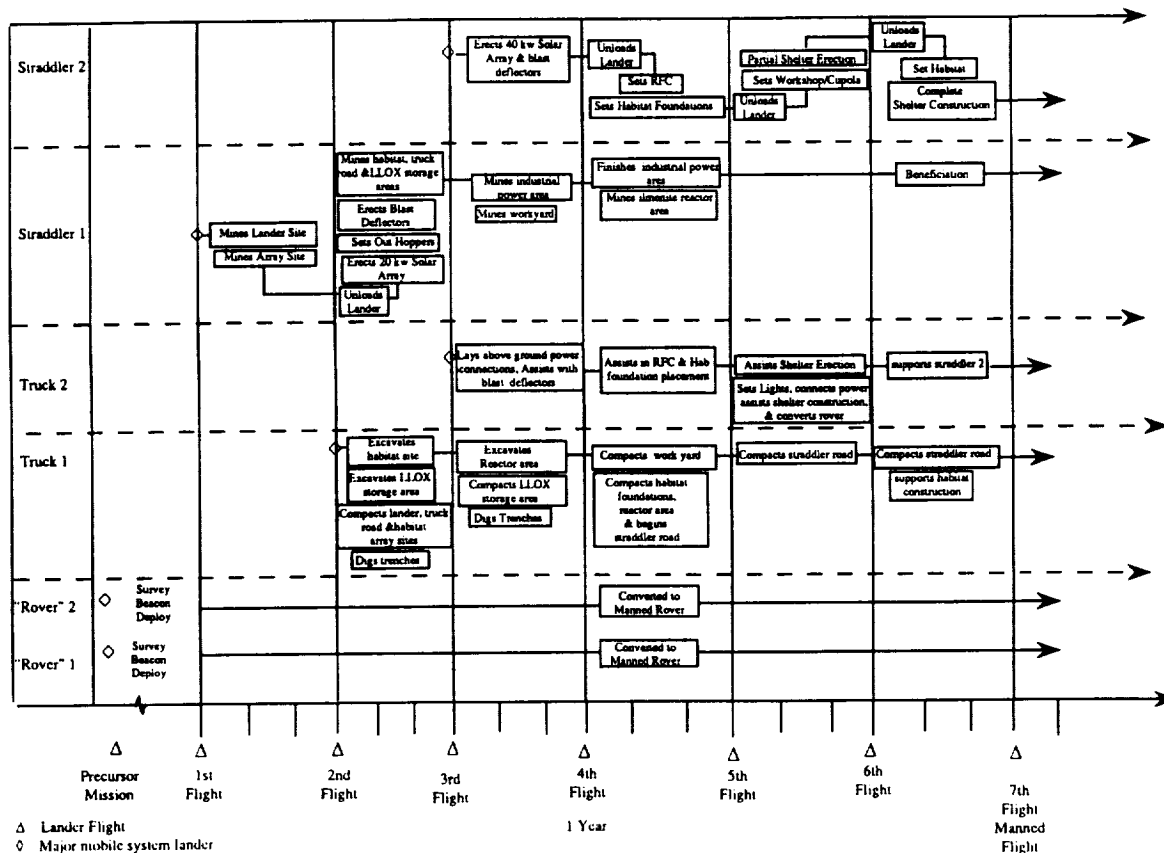 Straddler 2
Erects 40 kw Solar
Array & blast
deflectors
Unloads
Lander
Sets RFC
Sets Habitat Foundations
Partial Shelter Erection
Sets Workshop/Cupola
Unloads
Lander
Unloads
Lander
Set Habitat
Complete
Shelter Construction
Straddler 1
Mines Lander Site
Mines Array Site
Mines habitat, truck
road & LLOX storage
areas
Erects Blast
Deflectors
Sets Out Hoppers
Erects 20 kw Solar
Array
Unloads
Lander
Mines industrial
power area
Mines workyard
Finishes industrial power
area
Mines ilmenite reactor
area
Beneficiation
Truck 2
Lays above ground power
connections, Assists with
blast deflectors
Assists in RFC & Hab
foundation placement
Assists Shelter Erection
Sets Lights, connects power
assists shelter construction,
& converts rover
supports straddler 2
Truck 1
Excavates
habitat site
Excavates LLOX
storage area
Compacts lander, truck
road & habitat
array sites
Digs trenches
Excavates
Reactor area
Compacts LLOX
storage area
Digs Trenches
Compacts work yard
Compacts habitat
foundations,
reactor area
& begins
straddler road
Compacts straddler road
Compacts straddler road
supports habitat
construction
"Rover" 2
Survey
Beacon
Deploy
Converted to
Manned Rover
"Rover" 1
Survey
Beacon
Deploy
Converted to
Manned Rover
Precursor
Mission
1st
Flight
2nd
Flight
3rd
Flight
4th
Flight
5th
Flight
6th
Flight
7th
Flight
Manned
Flight
1 Year
Δ Lander Flight
◊ Major mobile system lander